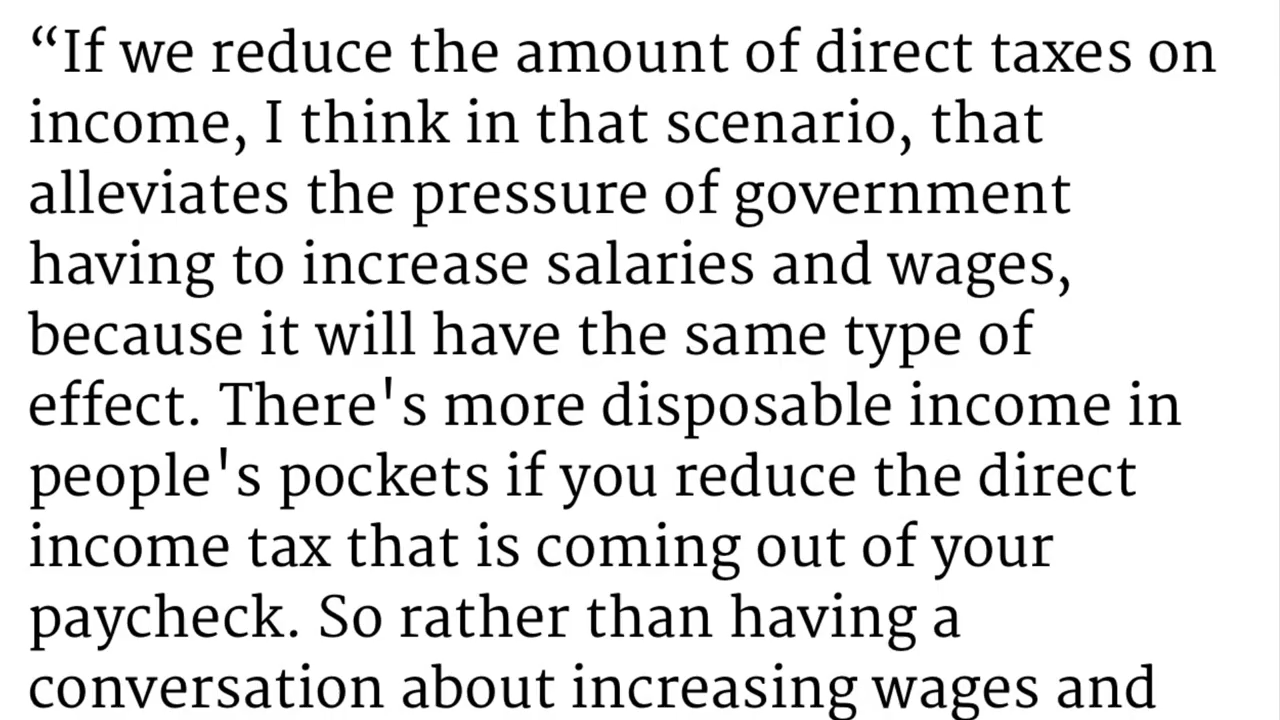 “If we reduce the amount of direct taxes on
income, I think in that scenario, that
alleviates the pressure of government
having to increase salaries and wages,
because it will have the same type of
effect. There's more disposable income in
people's pockets if you reduce the direct
income tax that is coming out of your
paycheck. So rather than having a
conversation about increasing wages and